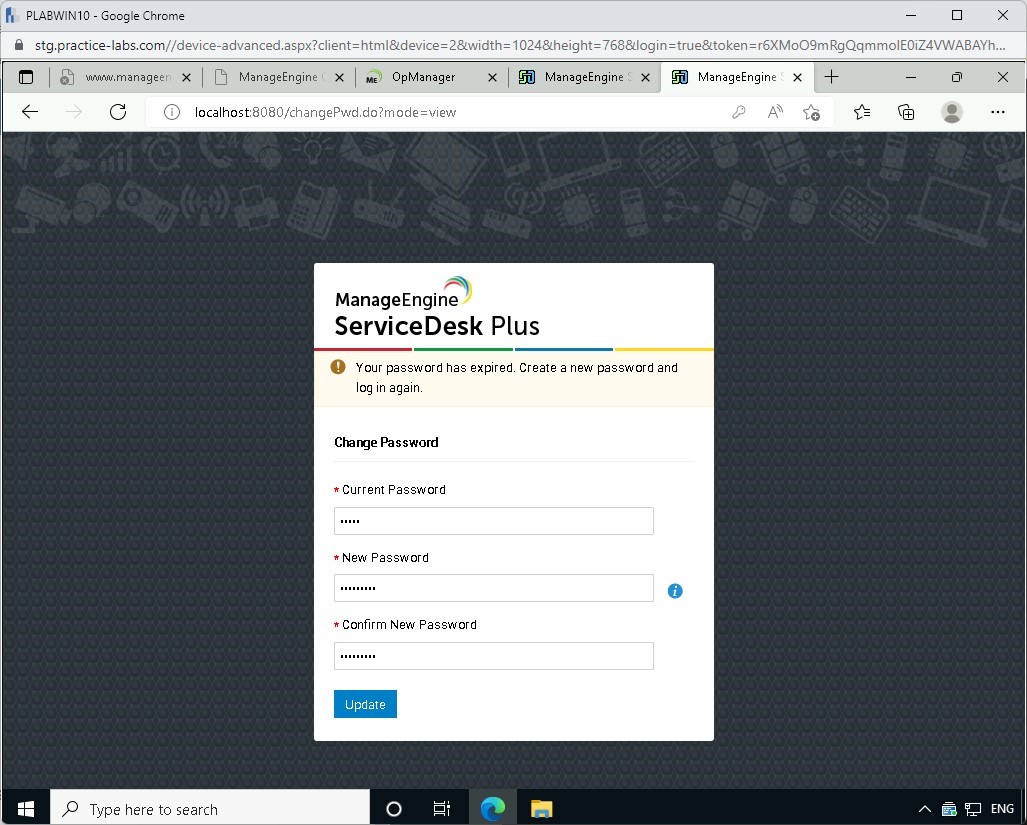 PLABWIN10 - Google Chrome
stg.practice-labs.com//device-advanced.aspx?client=html&device=2&width=1024&height=768&login=true&token=r6XMoO9mRgQqmmolE0iZ4VWABAYh...
www.manageen
ManageEngine
OpManager
ManageEngine S
ManageEngine S
localhost:8080/changePwd.do?mode=view
ManageEngine
ServiceDesk Plus
Your password has expired. Create a new password and
log in again.
Change Password
* Current Password
•••••
* New Password
•••••••••
* Confirm New Password
•••••••••
Update
Type here to search
ENG